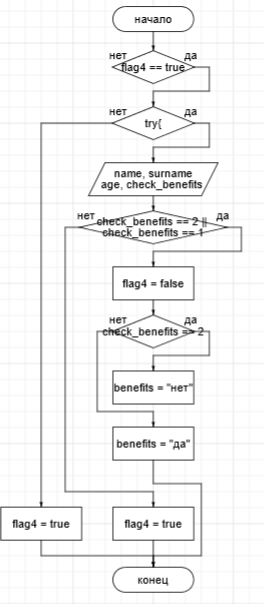 начало
нет
да
flag4 == true
нет
да
try{
name, surname
age, check_benefits
нет
да
check_benefits == 2 ||
check_benefits == 1
flag4 = false
нет
да
check_benefits == 2
benefits = "нет"
benefits = "да"
flag4 = true
flag4 = true
конец